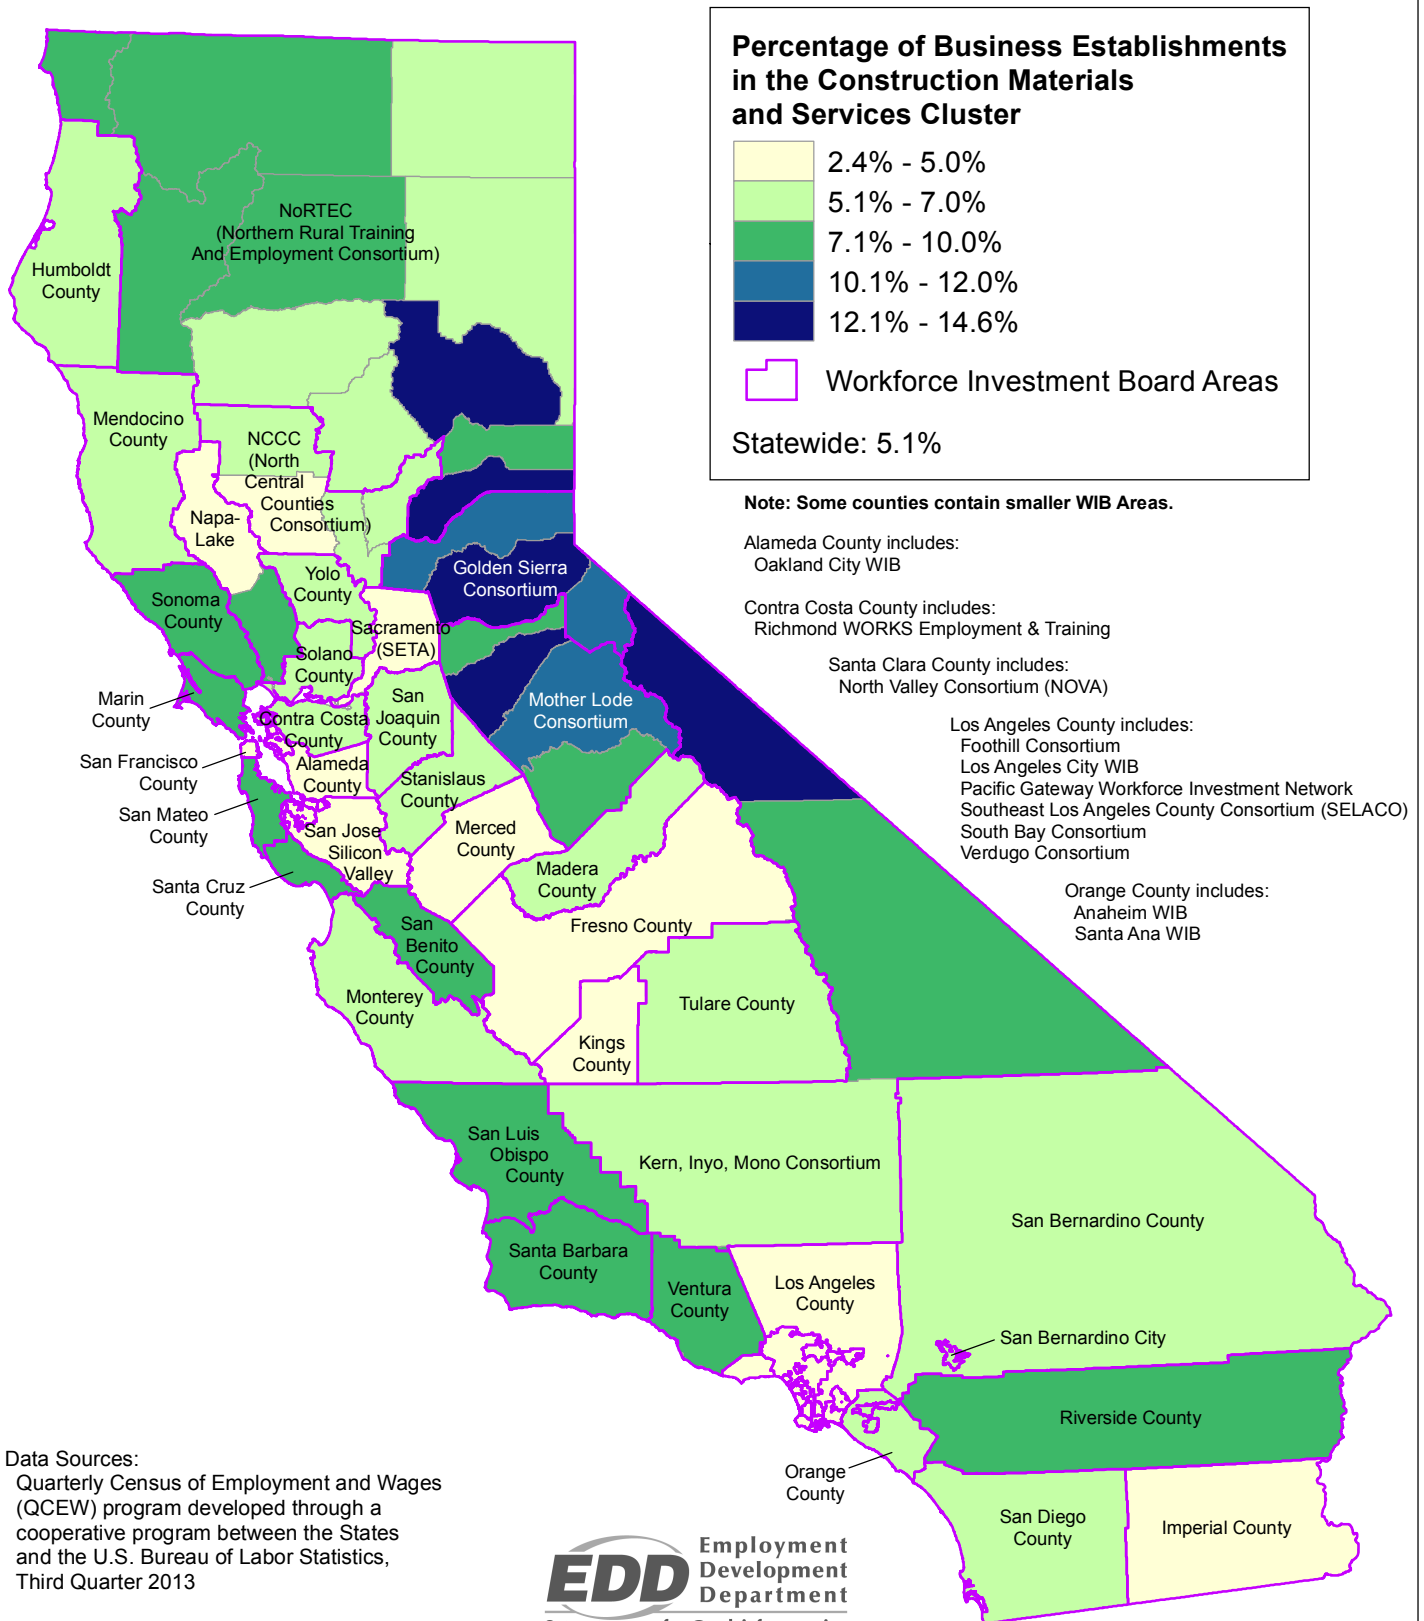 Percentage of Business Establishments
in the Construction Materials
and Services Cluster
2.4% - 5.0%
5.1% - 7.0%
7.1% - 10.0%
10.1% - 12.0%
12.1% - 14.6%
Workforce Investment Board Areas
Statewide: 5.1%
Note: Some counties contain smaller WIB Areas.
Alameda County includes:
Oakland City WIB
Contra Costa County includes:
Richmond WORKS Employment & Training
Santa Clara County includes:
North Valley Consortium (NOVA)
Los Angeles County includes:
Foothill Consortium
Los Angeles City WIB
Pacific Gateway Workforce Investment Network
Southeast Los Angeles County Consortium (SELACO)
South Bay Consortium
Verdugo Consortium
Orange County includes:
Anaheim WIB
Santa Ana WIB
NoRTEC
(Northern Rural Training
And Employment Consortium)
Humboldt
County
Mendocino
County
NCCC
(North
Central
Counties
Consortium)
Napa-
Lake
Yolo
County
Golden Sierra
Consortium
Sonoma
County
Sacramento
(SETA)
Solano
County
Marin
County
San
Joaquin
County
Mother Lode
Consortium
Contra Costa
County
San Francisco
County
Alameda
County
Stanislaus
County
San Mateo
County
San Jose
Silicon
Valley
Merced
County
Santa Cruz
County
Madera
County
San
Benito
County
Fresno County
Monterey
County
Tulare County
Kings
County
San Luis
Obispo
County
Kern, Inyo, Mono Consortium
San Bernardino County
Santa Barbara
County
Ventura
County
Los Angeles
County
San Bernardino City
Riverside County
Orange
County
San Diego
County
Imperial County
Data Sources:
Quarterly Census of Employment and Wages
(QCEW) program developed through a
cooperative program between the States
and the U.S. Bureau of Labor Statistics,
Third Quarter 2013
EDD
Employment
Development
Department